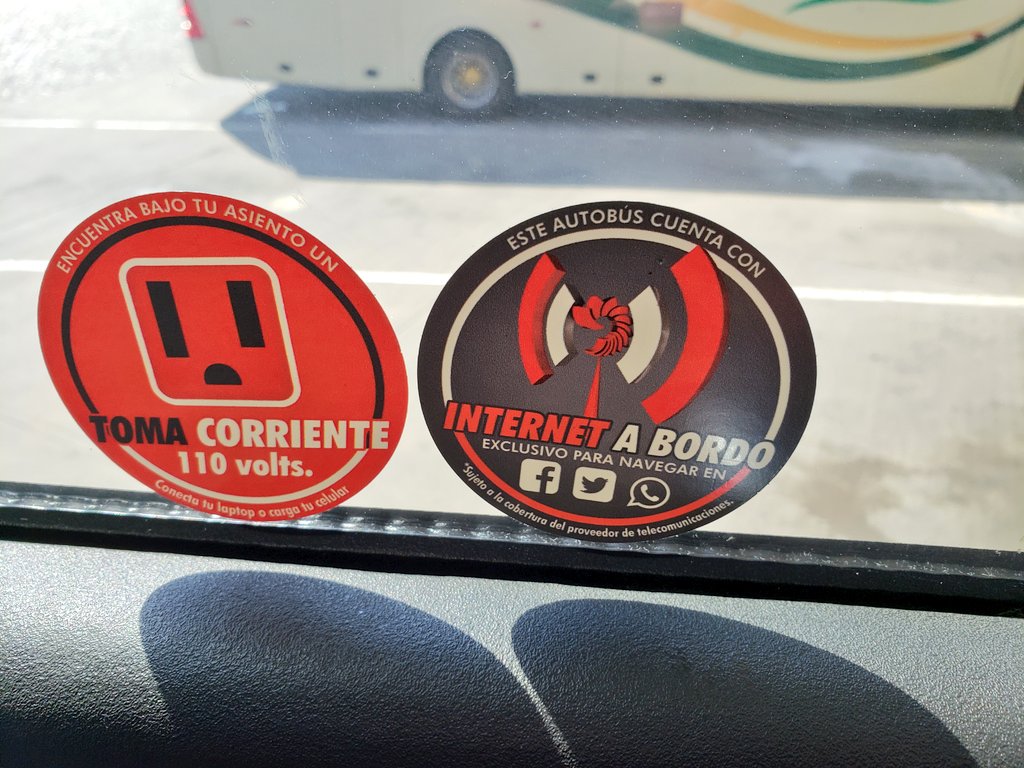 ENCUENTRA BAJO TU ASIENTO UN
TOMA CORRIENTE
110 volts.
Conecta tu laptop o carga tu celular
ESTE AUTOBÚS CUENTA CON
INTERNET A BORDO
EXCLUSIVO PARA NAVEGAR EN
*Sujeto a la cobertura del proveedor de telecomunicaciones.